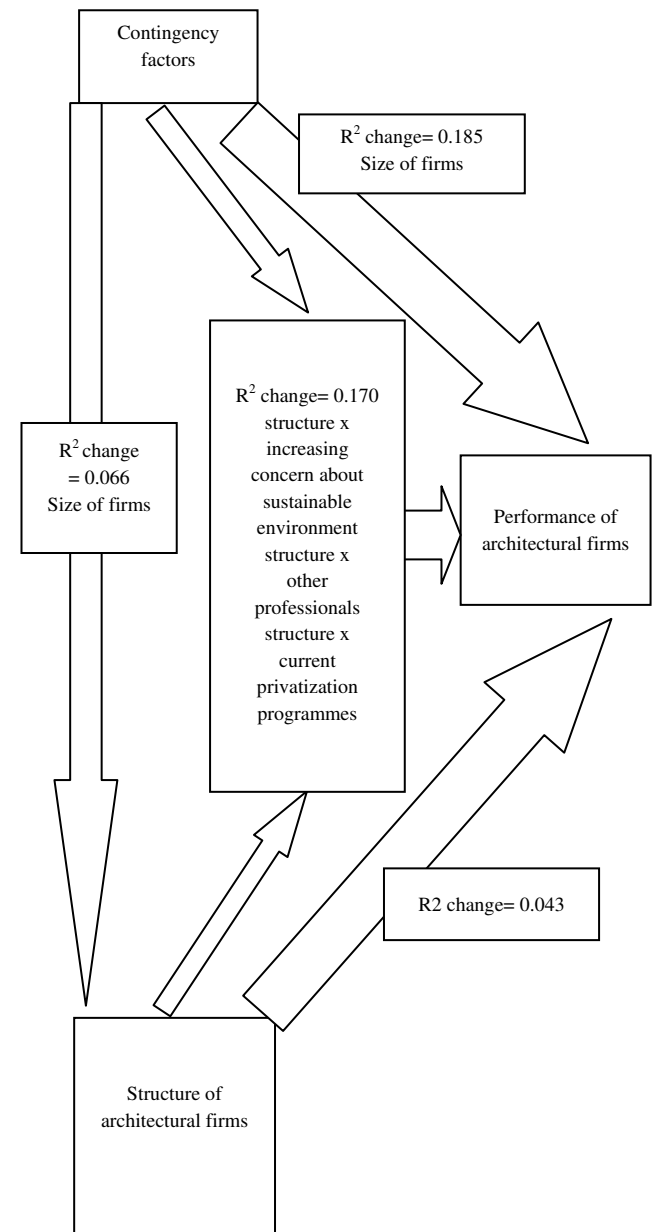 Contingency
factors
R² change= 0.185
Size of firms
R² change
= 0.066
Size of firms
R² change= 0.170
structure x
increasing
concern about
sustainable
environment
structure x
other
professionals
structure x
current
privatization
programmes
Performance of
architectural firms
R2 change= 0.043
Structure of
architectural firms